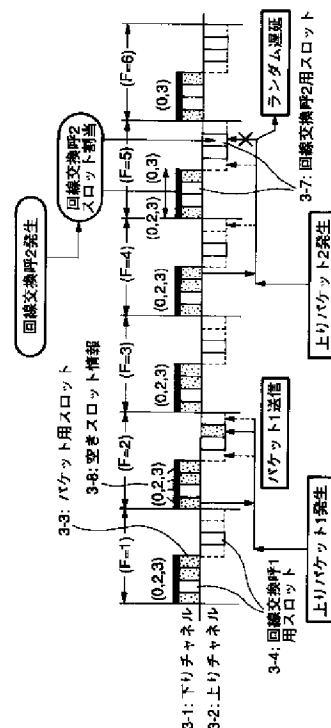 回線交換呼2発生
回線交換呼2
スロット割当
3-3: パケット用スロット
3-8: 空きスロット情報
(F=1)
(F=2)
(F=3)
(F=4)
(F=5)
(F=6)
(0,2,3)
(0,2,3)
(0,2,3)
(0,2,3)
(0,2,3)
(0,3)
(0,3)
3-1: 下りチャネル
3-2: 上りチャネル
3-4: 回線交換呼1
用スロット
パケット1送信
上りパケット1発生
上りパケット2発生
3-7: 回線交換呼2用スロット
ランダム遅延